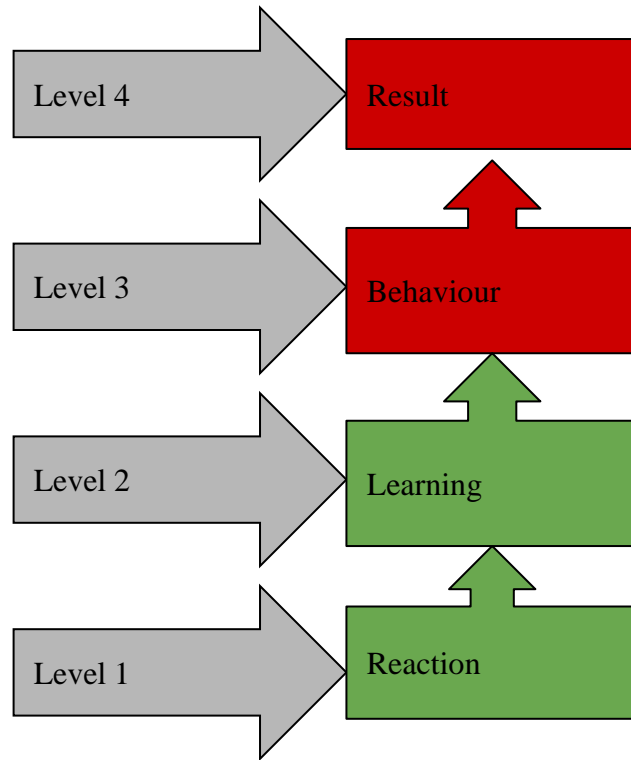 Level 4
Result
Level 3
Behaviour
Level 2
Learning
Level 1
Reaction